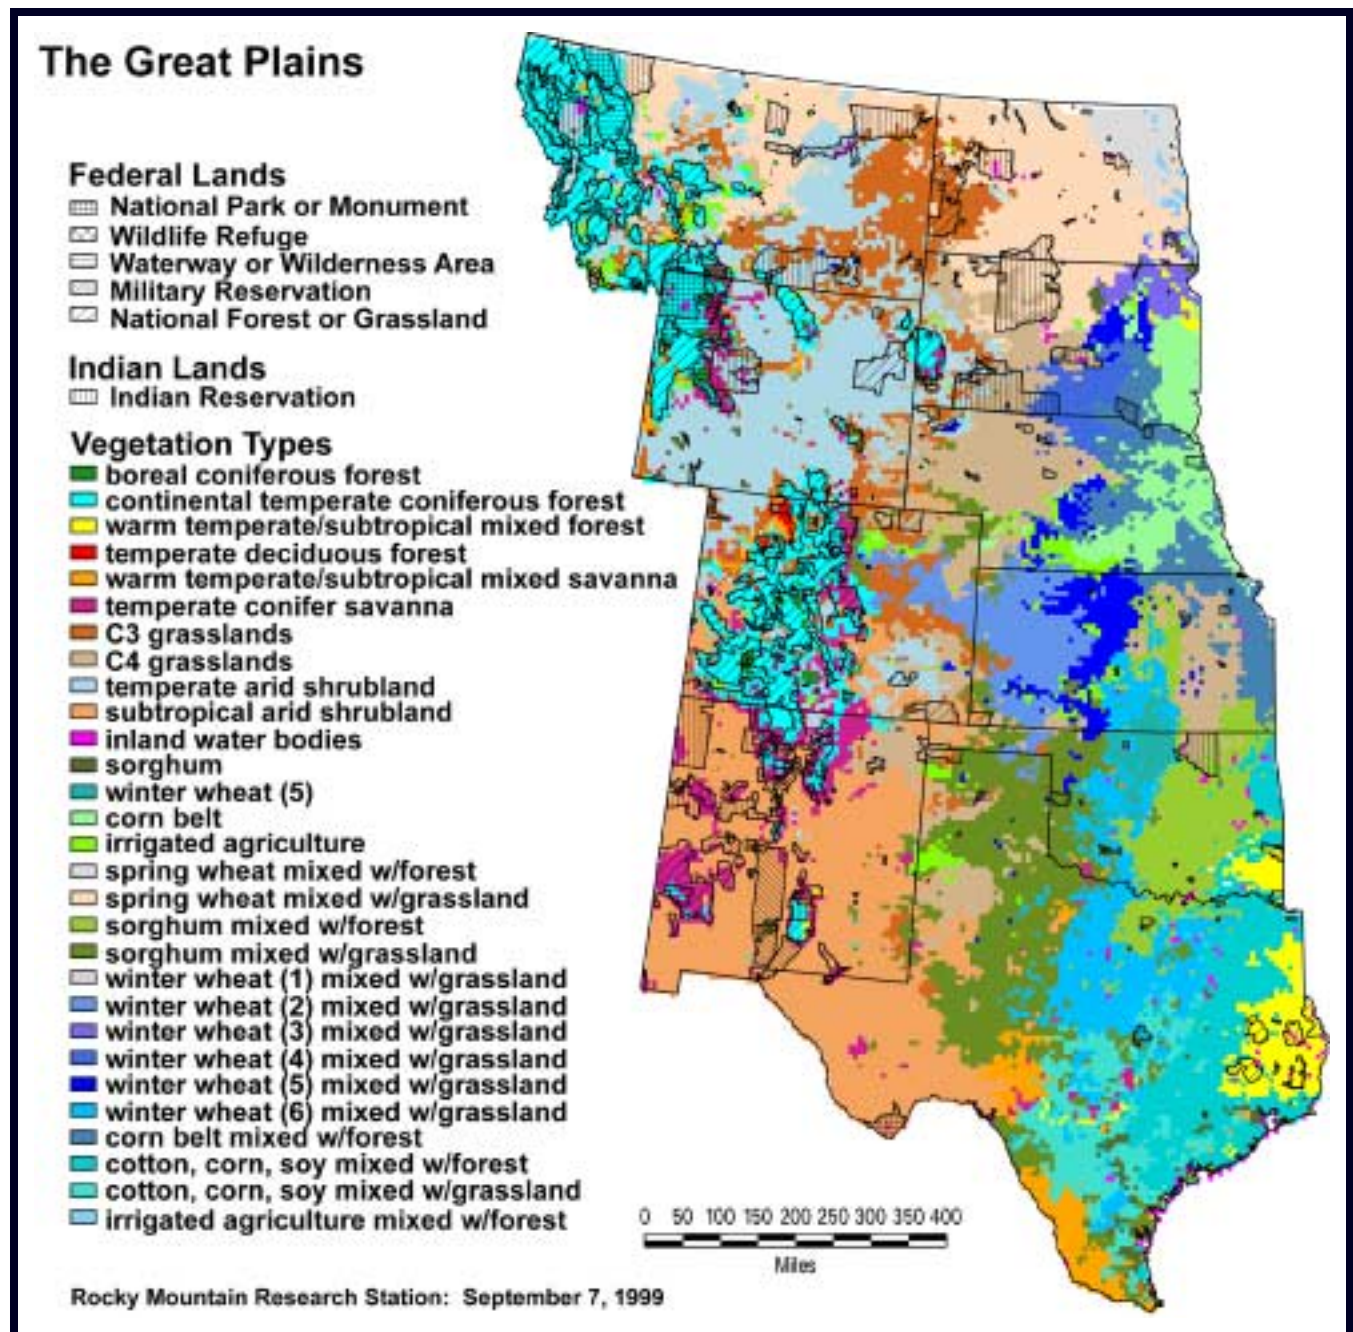 The Great Plains
Federal Lands
National Park or Monument
Wildlife Refuge
Waterway or Wilderness Area
Military Reservation
National Forest or Grassland
Indian Lands
Indian Reservation
Vegetation Types
boreal coniferous forest
continental temperate coniferous forest
warm temperate/subtropical mixed forest
temperate deciduous forest
warm temperate/subtropical mixed savanna
temperate conifer savanna
C3 grasslands
C4 grasslands
temperate arid shrubland
subtropical arid shrubland
inland water bodies
sorghum
winter wheat (5)
corn belt
irrigated agriculture
spring wheat mixed w/forest
spring wheat mixed w/grassland
sorghum mixed w/forest
sorghum mixed w/grassland
winter wheat (1) mixed w/grassland
winter wheat (2) mixed w/grassland
winter wheat (3) mixed w/grassland
winter wheat (4) mixed w/grassland
winter wheat (5) mixed w/grassland
winter wheat (6) mixed w/grassland
corn belt mixed w/forest
cotton, corn, soy mixed w/forest
cotton, corn, soy mixed w/grassland
irrigated agriculture mixed w/forest
0 50 100 150 200 250 300 350 400
Miles
Rocky Mountain Research Station: September 7, 1999